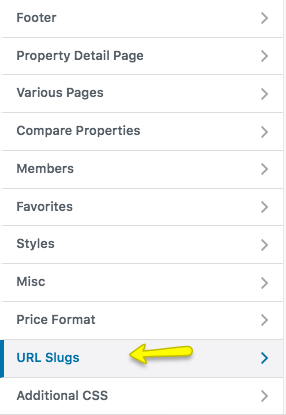 Footer
Property Detail Page
Various Pages
Compare Properties
Members
Favorites
Styles
Misc
Price Format
URL Slugs
Additional CSS